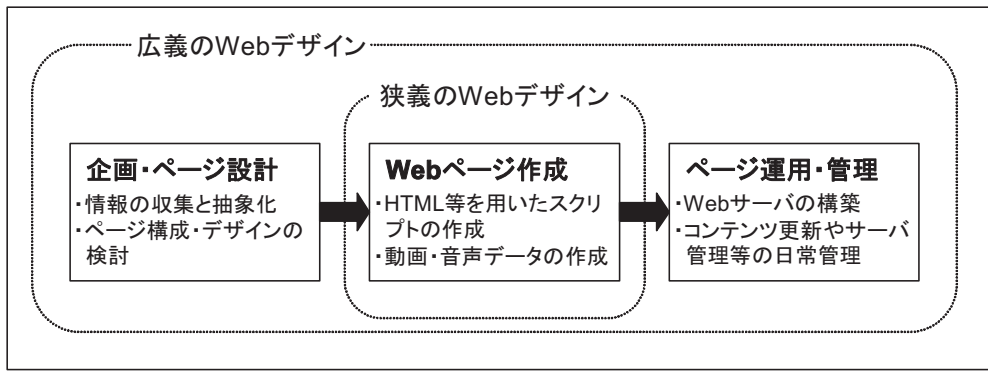 広義のWebデザイン
狭義のWebデザイン
企画・ページ設計
・情報の収集と抽象化
・ページ構成・デザインの
検討
Webページ作成
・HTML等を用いたスクリ
プトの作成
・動画・音声データの作成
ページ運用・管理
・Webサーバの構築
・コンテンツ更新やサーバ
管理等の日常管理